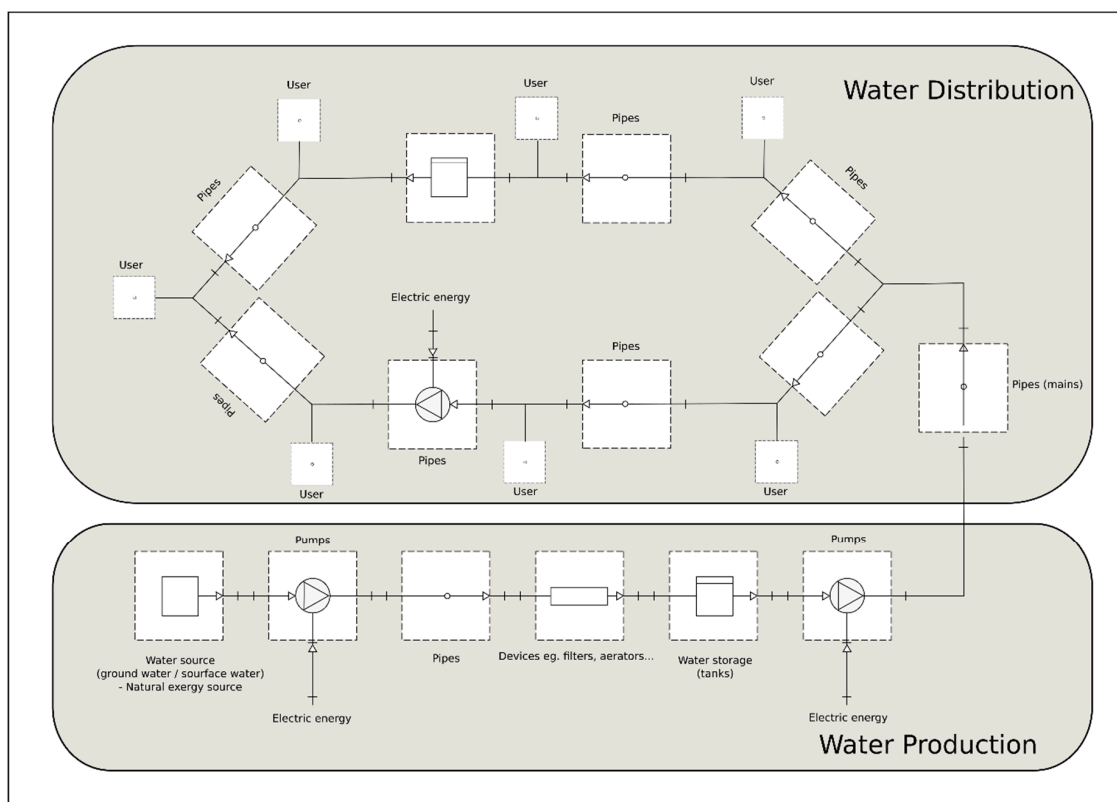 User
User
User
Water Distribution
Pipes
Pipes
Pipes
User
Electric energy
Pipes
Pipes (mains)
Pipes
Pipes
User
User
User
Pumps
Pumps
Water source
(ground water / sourface water)
- Natural exergy source
Pipes
Devices eg. filters, aerators...
Water storage
(tanks)
Electric energy
Electric energy
Water Production